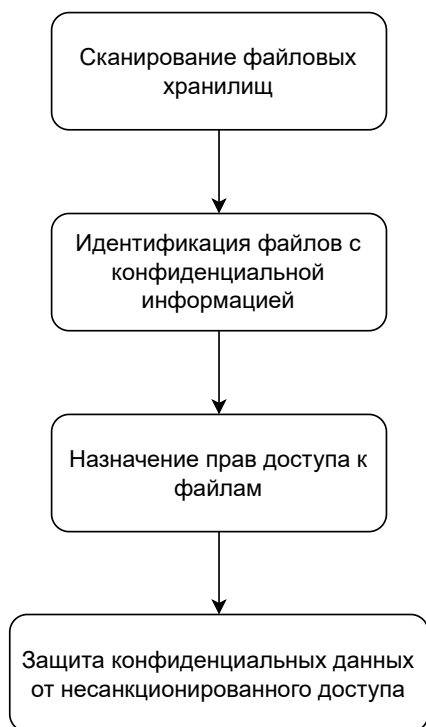 Сканирование файловых
хранилищ
Идентификация файлов с
конфиденциальной
информацией
Назначение прав доступа к
файлам
Защита конфиденциальных данных
от несанкционированного доступа